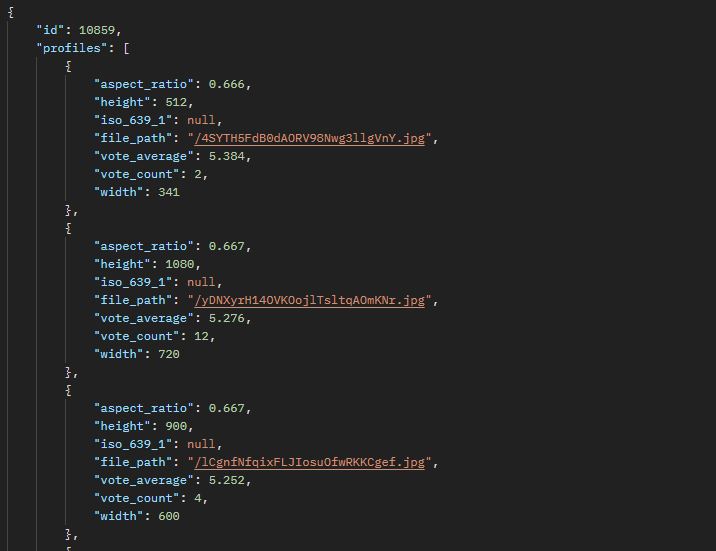 {
"id": 10859,
"profiles": [
{
"aspect_ratio": 0.666,
"height": 512,
"iso_639_1": null,
"file_path": "/4SYTH5FdB0dAORV98Nwg3llgVnY.jpg",
"vote_average": 5.384,
"vote_count": 2,
"width": 341
},
{
"aspect_ratio": 0.667,
"height": 1080,
"iso_639_1": null,
"file_path": "/yDNXyrH14OVKOojlTsltqAOmKNr.jpg",
"vote_average": 5.276,
"vote_count": 12,
"width": 720
},
{
"aspect_ratio": 0.667,
"height": 900,
"iso_639_1": null,
"file_path": "/lCgnfNfqixFLJIosuOfwRKKCgef.jpg",
"vote_average": 5.252,
"vote_count": 4,
"width": 600
},